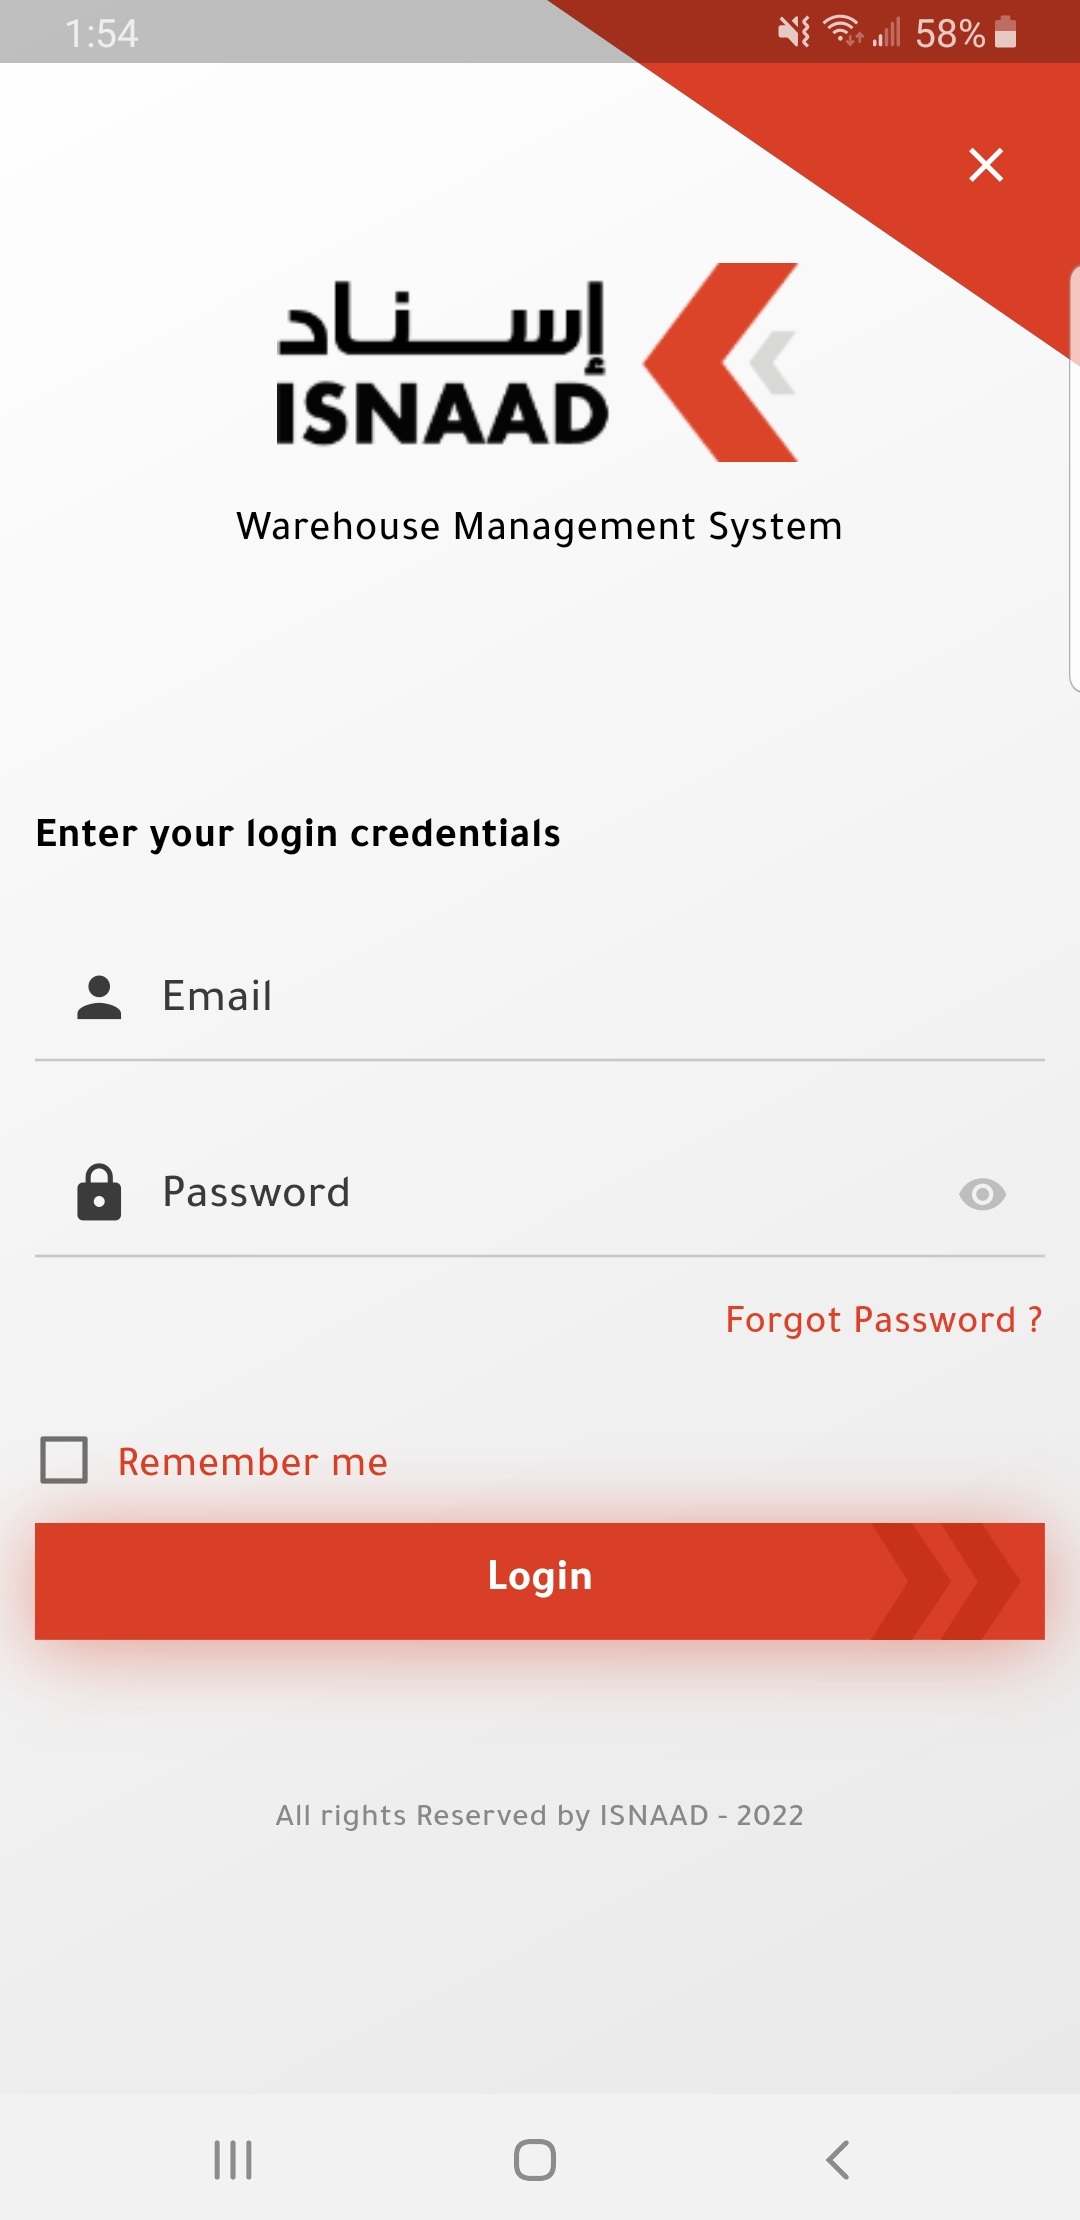 1:54 58%
إسناد
ISNAAD
Warehouse Management System
Enter your login credentials
Email
Password
Forgot Password ?
Remember me
Login
All rights Reserved by ISNAAD - 2022